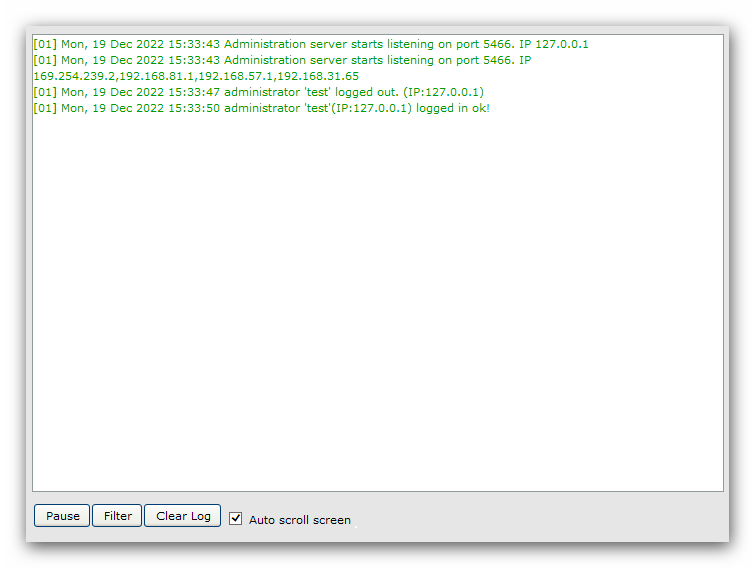 [01] Mon, 19 Dec 2022 15:33:43 Administration server starts listening on port 5466. IP 127.0.0.1
[01] Mon, 19 Dec 2022 15:33:43 Administration server starts listening on port 5466. IP
169.254.239.2,192.168.81.1,192.168.57.1,192.168.31.65
[01] Mon, 19 Dec 2022 15:33:47 administrator 'test' logged out. (IP:127.0.0.1)
[01] Mon, 19 Dec 2022 15:33:50 administrator 'test'(IP:127.0.0.1) logged in ok!
Pause Filter Clear Log Auto scroll screen